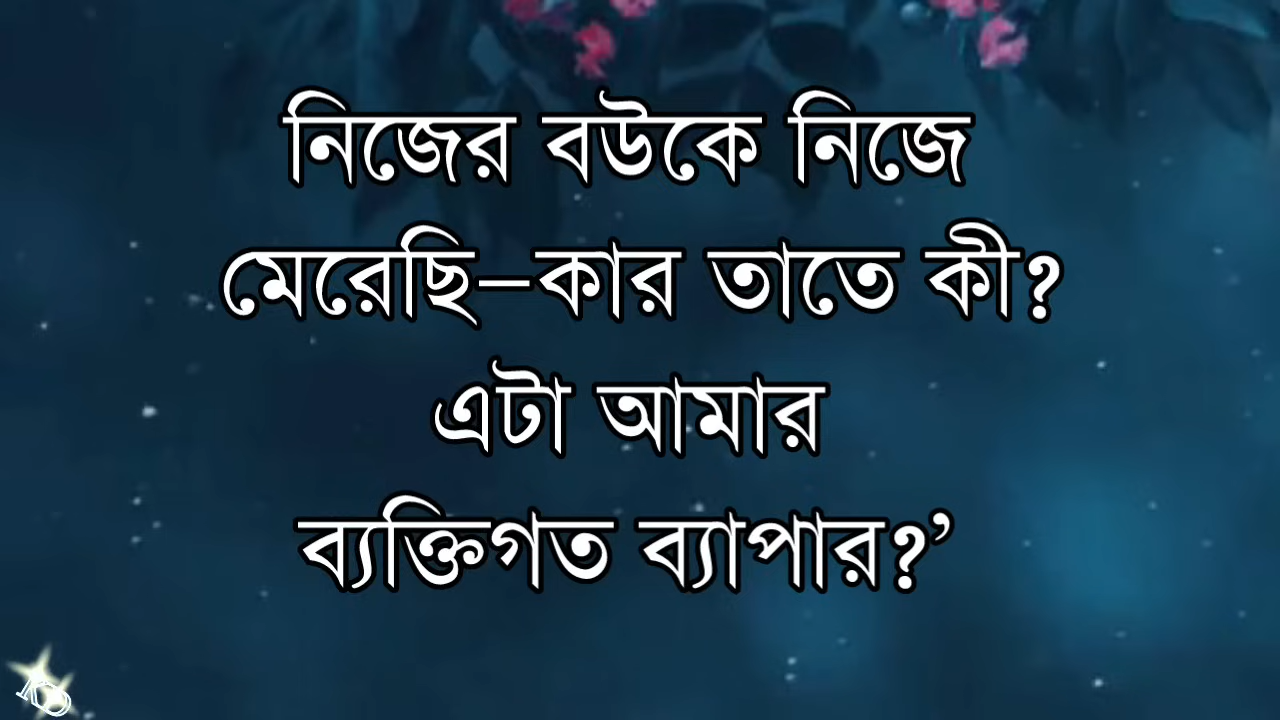 নিজের বউকে নিজে
মেরেছি–কার তাতে কী?
এটা আমার
ব্যক্তিগত ব্যাপার?’